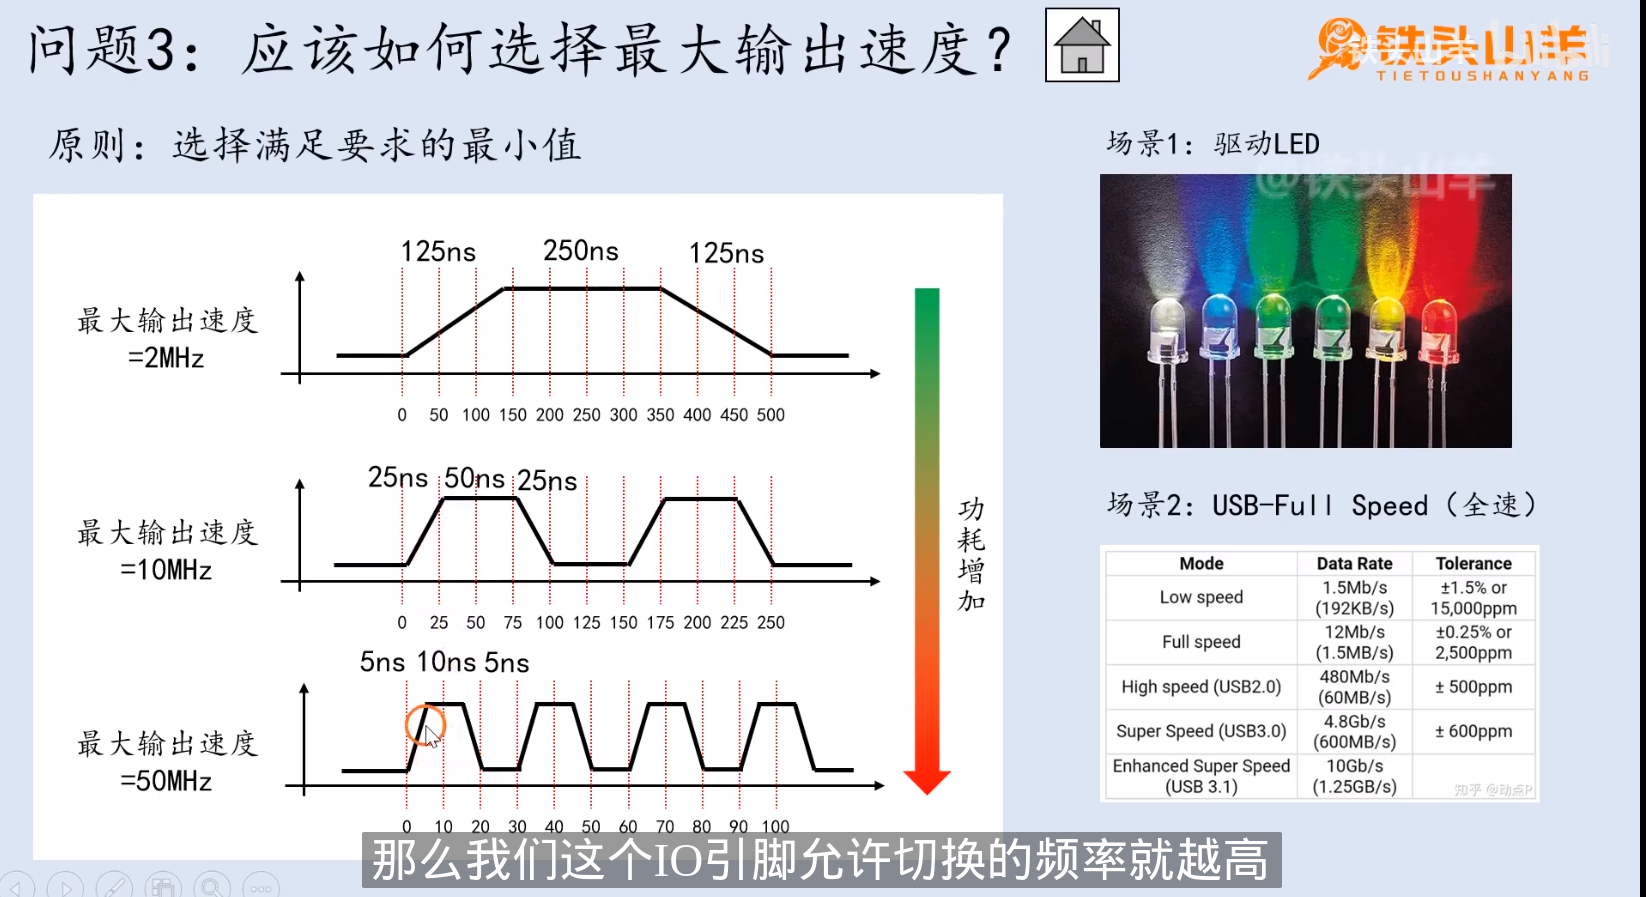 问题3：应该如何选择最大输出速度？
铁头山羊
TIETOUSHANYANG
原则：选择满足要求的最小值
125ns 250ns 125ns
最大输出速度
=2MHz
0 50 100 150 200 250 300 350 400 450 500
25ns 50ns 25ns
最大输出速度
=10MHz
0 25 50 75 100 125 150 175 200 225 250
5ns 10ns 5ns
最大输出速度
=50MHz
0 10 20 30 40 50 60 70 80 90 100
功耗增加
场景1：驱动LED
@铁头山羊
场景2：USB-Full Speed（全速）
Mode Data Rate Tolerance
Low speed 1.5Mb/s (192KB/s) ±1.5% or 15,000ppm
Full speed 12Mb/s (1.5MB/s) ±0.25% or 2,500ppm
High speed (USB2.0) 480Mb/s (60MB/s) ± 500ppm
Super Speed (USB3.0) 4.8Gb/s (600MB/s) ± 600ppm
Enhanced Super Speed (USB 3.1) 10Gb/s (1.25GB/s)
知乎 @动点P
那么我们这个IO引脚允许切换的频率就越高